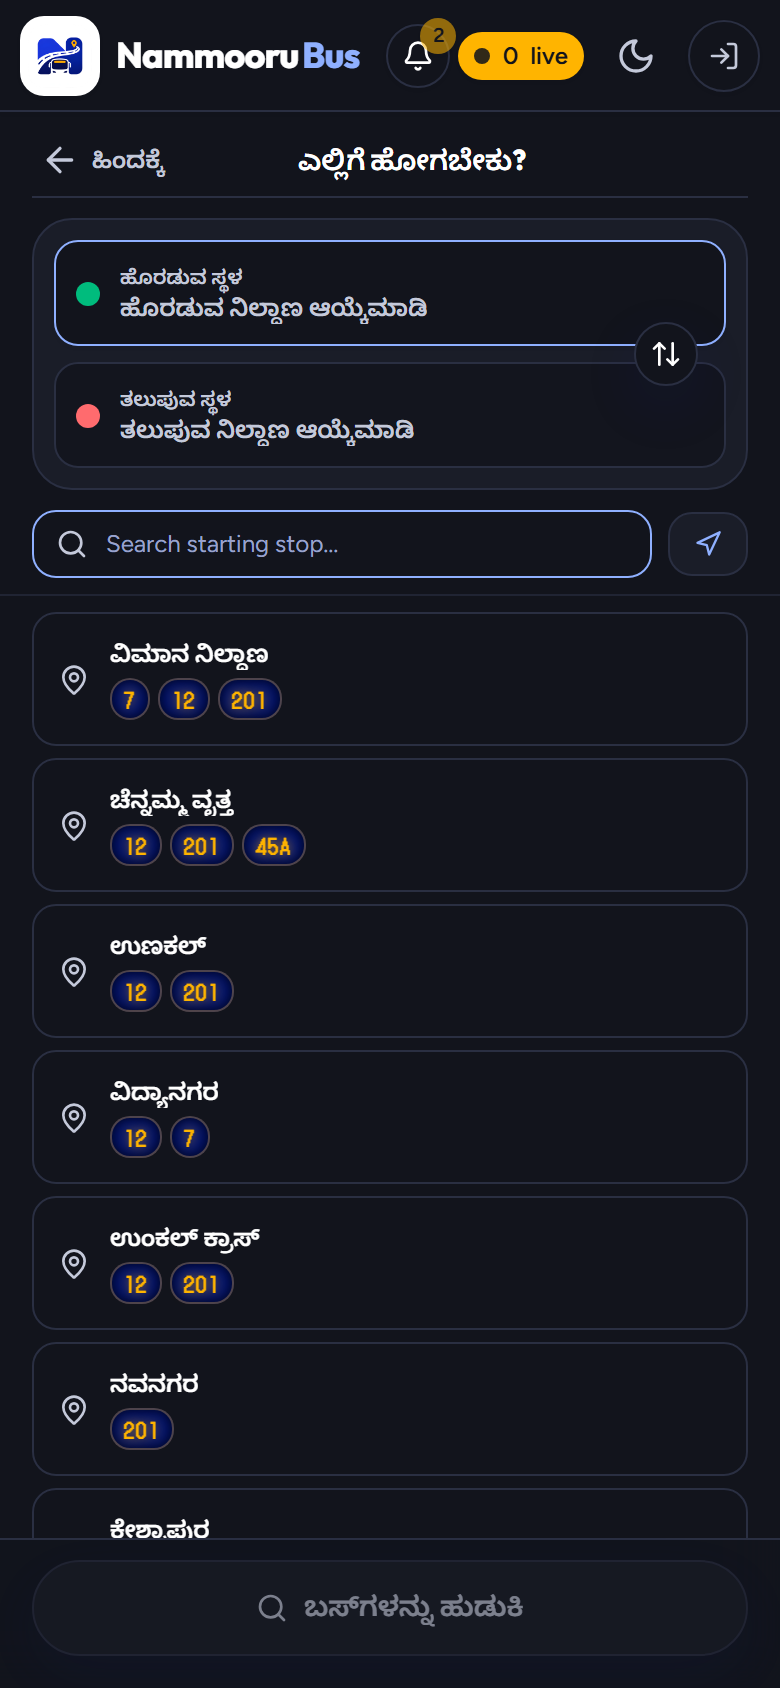 Nammooru Bus
2
0 live
ಹಿಂದಕ್ಕೆ
ಎಲ್ಲಿಗೆ ಹೋಗಬೇಕು?
ಹೊರಡುವ ಸ್ಥಳ
ಹೊರಡುವ ನಿಲ್ದಾಣ ಆಯ್ಕೆಮಾಡಿ
ತಲುಪುವ ಸ್ಥಳ
ತಲುಪುವ ನಿಲ್ದಾಣ ಆಯ್ಕೆಮಾಡಿ
Search starting stop...
ವಿಮಾನ ನಿಲ್ದಾಣ
7 12 201
ಚೆನ್ನಮ್ಮ ವೃತ್ತ
12 201 45A
ಉಣಕಲ್
12 201
ವಿದ್ಯಾನಗರ
12 7
ಉಂಕಲ್ ಕ್ರಾಸ್
12 201
ನವನಗರ
201
ಕೇಶ್ವಾಪುರ
ಬಸ್‌ಗಳನ್ನು ಹುಡುಕಿ